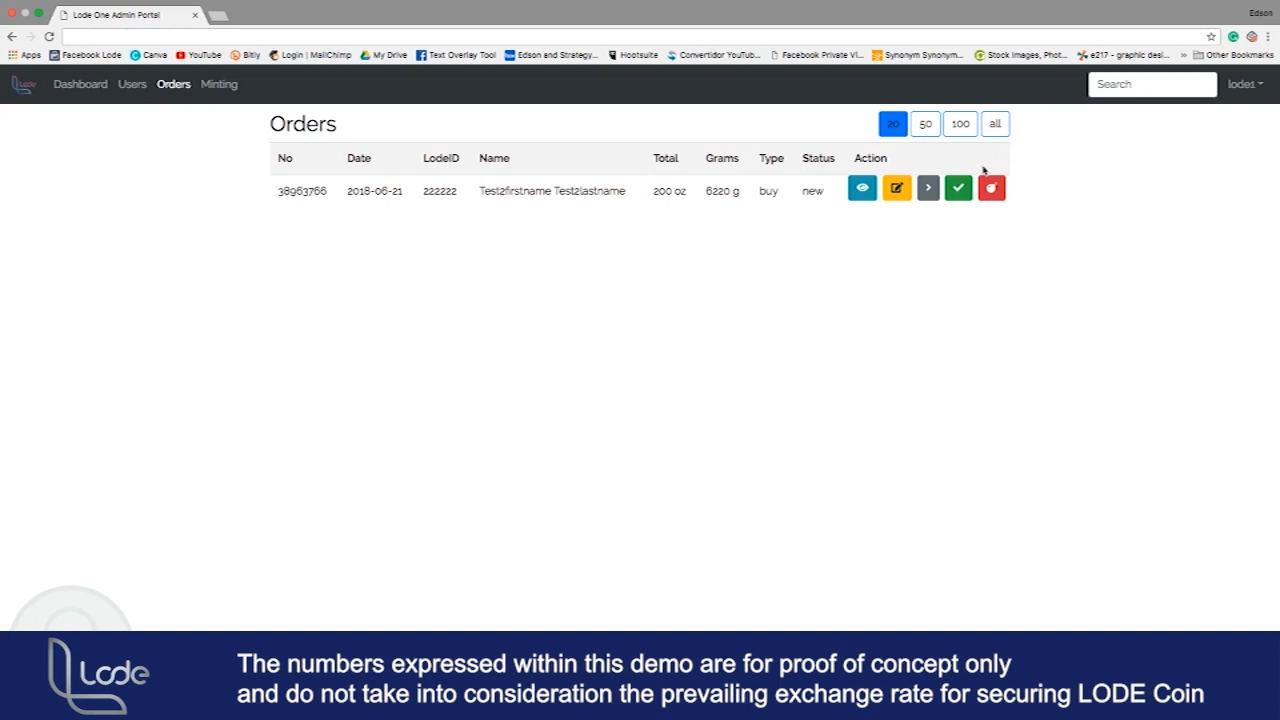 Lode One Admin Portal
Edson
Apps Facebook Lode Canva YouTube Bitly Login | MailChimp My Drive Text Overlay Tool Edson and Strategy... Hootsuite Convertidor YouTub... Facebook Private Vi... Synonym Synonym... Stock Images, Phot... e217 - graphic desi... » Other Bookmarks
Lode Dashboard Users Orders Minting Search lode1
Orders 20 50 100 all
No Date LodeID Name Total Grams Type Status Action
38963766 2018-06-21 222222 Test2firstname Test2lastname 200 oz 6220 g buy new
Lode
The numbers expressed within this demo are for proof of concept only
and do not take into consideration the prevailing exchange rate for securing LODE Coin